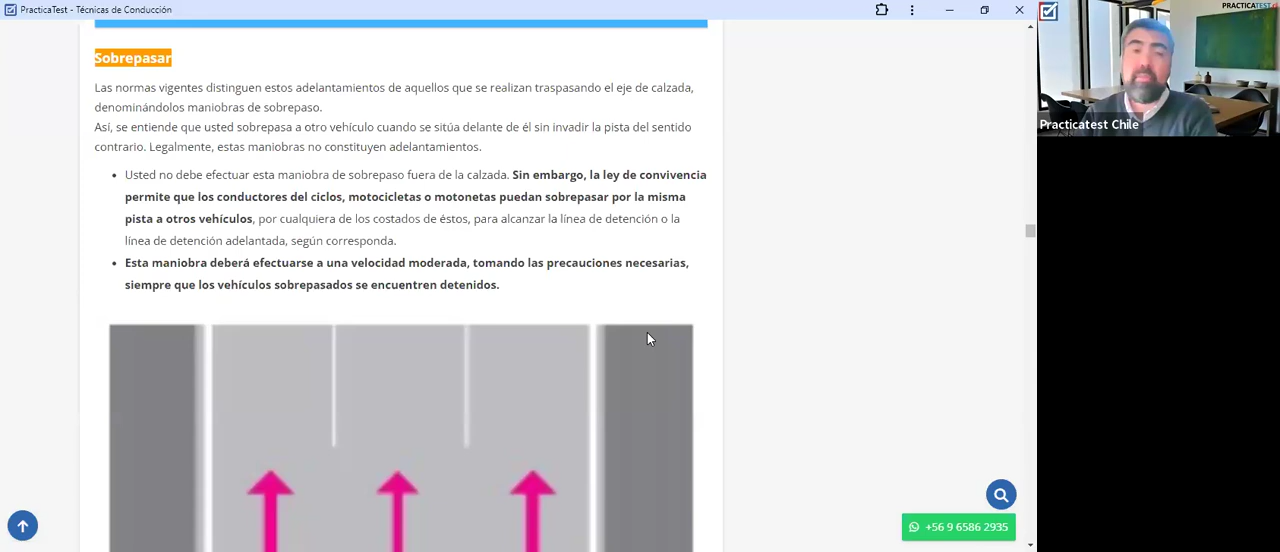 PracticaTest - Técnicas de Conducción
PRACTICATEST
Practicatest Chile
Sobrepasar
Las normas vigentes distinguen estos adelantamientos de aquellos que se realizan traspasando el eje de calzada,
denominándolos maniobras de sobrepaso.
Así, se entiende que usted sobrepasa a otro vehículo cuando se sitúa delante de él sin invadir la pista del sentido
contrario. Legalmente, estas maniobras no constituyen adelantamientos.
Usted no debe efectuar esta maniobra de sobrepaso fuera de la calzada. Sin embargo, la ley de convivencia
permite que los conductores del ciclos, motocicletas o motonetas puedan sobrepasar por la misma
pista a otros vehículos, por cualquiera de los costados de éstos, para alcanzar la línea de detención o la
línea de detención adelantada, según corresponda.
Esta maniobra deberá efectuarse a una velocidad moderada, tomando las precauciones necesarias,
siempre que los vehículos sobrepasados se encuentren detenidos.
+56 9 6586 2935